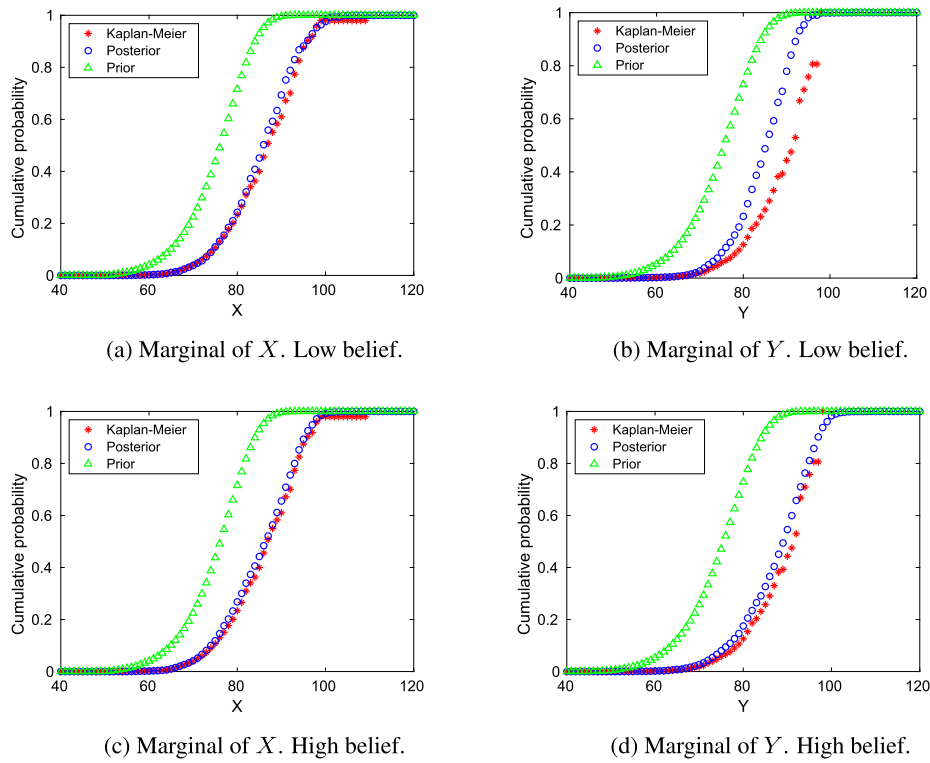 1
0.8
0.6
0.4
0.2
0
Cumulative probability
Kaplan-Meier
Posterior
Prior
40 60 80 100 120
X
(a) Marginal of X. Low belief.
1
0.8
0.6
0.4
0.2
0
Cumulative probability
Kaplan-Meier
Posterior
Prior
40 60 80 100 120
Y
(b) Marginal of Y. Low belief.
1
0.8
0.6
0.4
0.2
0
Cumulative probability
Kaplan-Meier
Posterior
Prior
40 60 80 100 120
X
(c) Marginal of X. High belief.
1
0.8
0.6
0.4
0.2
0
Cumulative probability
Kaplan-Meier
Posterior
Prior
40 60 80 100 120
Y
(d) Marginal of Y. High belief.